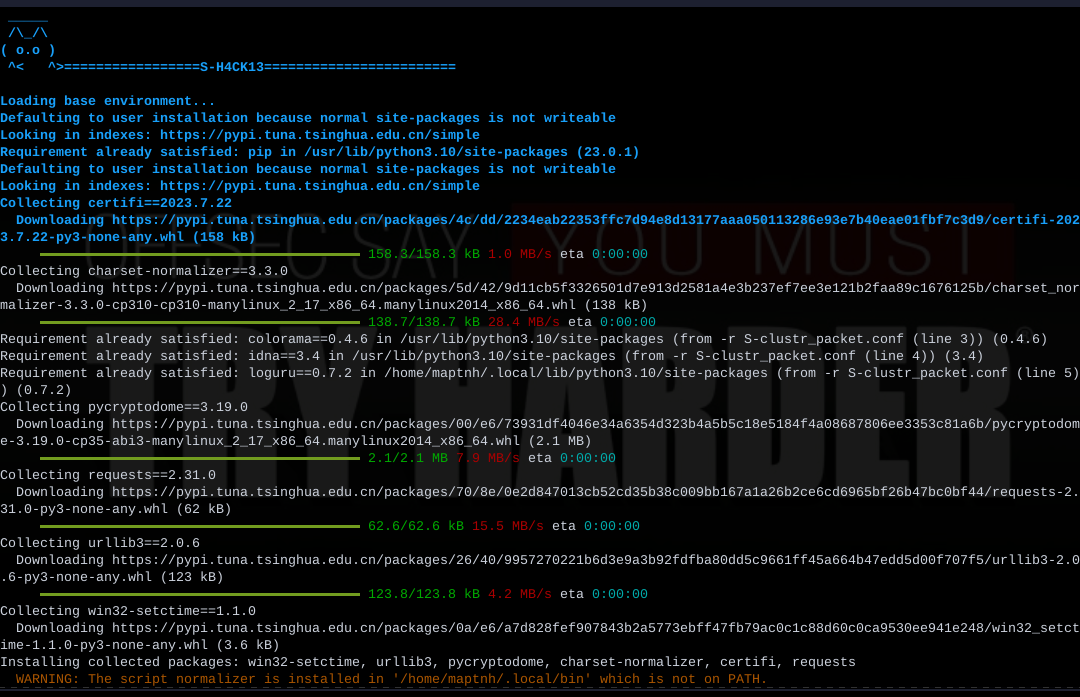 _____
 /\_/\
( o.o )
 ^<   ^>=================S-H4CK13========================
Loading base environment...
Defaulting to user installation because normal site-packages is not writeable
Looking in indexes: https://pypi.tuna.tsinghua.edu.cn/simple
Requirement already satisfied: pip in /usr/lib/python3.10/site-packages (23.0.1)
Defaulting to user installation because normal site-packages is not writeable
Looking in indexes: https://pypi.tuna.tsinghua.edu.cn/simple
Collecting certifi==2023.7.22
  Downloading https://pypi.tuna.tsinghua.edu.cn/packages/4c/dd/2234eab22353ffc7d94e8d13177aaa050113286e93e7b40eae01fbf7c3d9/certifi-202
3.7.22-py3-none-any.whl (158 kB)
OFFSEC SAY YOU MUST
158.3/158.3 kB 1.0 MB/s eta 0:00:00
Collecting charset-normalizer==3.3.0
  Downloading https://pypi.tuna.tsinghua.edu.cn/packages/5d/42/9d11cb5f3326501d7e913d2581a4e3b237ef7ee3e121b2faa89c1676125b/charset_nor
malizer-3.3.0-cp310-cp310-manylinux_2_17_x86_64.manylinux2014_x86_64.whl (138 kB)
138.7/138.7 kB 28.4 MB/s eta 0:00:00
Requirement already satisfied: colorama==0.4.6 in /usr/lib/python3.10/site-packages (from -r S-clustr_packet.conf (line 3)) (0.4.6)
Requirement already satisfied: idna==3.4 in /usr/lib/python3.10/site-packages (from -r S-clustr_packet.conf (line 4)) (3.4)
Requirement already satisfied: loguru==0.7.2 in /home/maptnh/.local/lib/python3.10/site-packages (from -r S-clustr_packet.conf (line 5)
) (0.7.2)
Collecting pycryptodome==3.19.0
TRY HARDER®
  Downloading https://pypi.tuna.tsinghua.edu.cn/packages/00/e6/73931df4046e34a6354d323b4a5b5c18e5184f4a08687806ee3353c81a6b/pycryptodom
e-3.19.0-cp35-abi3-manylinux_2_17_x86_64.manylinux2014_x86_64.whl (2.1 MB)
2.1/2.1 MB 7.9 MB/s eta 0:00:00
Collecting requests==2.31.0
  Downloading https://pypi.tuna.tsinghua.edu.cn/packages/70/8e/0e2d847013cb52cd35b38c009bb167a1a26b2ce6cd6965bf26b47bc0bf44/requests-2.
31.0-py3-none-any.whl (62 kB)
62.6/62.6 kB 15.5 MB/s eta 0:00:00
Collecting urllib3==2.0.6
  Downloading https://pypi.tuna.tsinghua.edu.cn/packages/26/40/9957270221b6d3e9a3b92fdfba80dd5c9661ff45a664b47edd5d00f707f5/urllib3-2.0
.6-py3-none-any.whl (123 kB)
123.8/123.8 kB 4.2 MB/s eta 0:00:00
Collecting win32-setctime==1.1.0
  Downloading https://pypi.tuna.tsinghua.edu.cn/packages/0a/e6/a7d828fef907843b2a5773ebff47fb79ac0c1c88d60c0ca9530ee941e248/win32_setct
ime-1.1.0-py3-none-any.whl (3.6 kB)
Installing collected packages: win32-setctime, urllib3, pycryptodome, charset-normalizer, certifi, requests
  WARNING: The script normalizer is installed in '/home/maptnh/.local/bin' which is not on PATH.